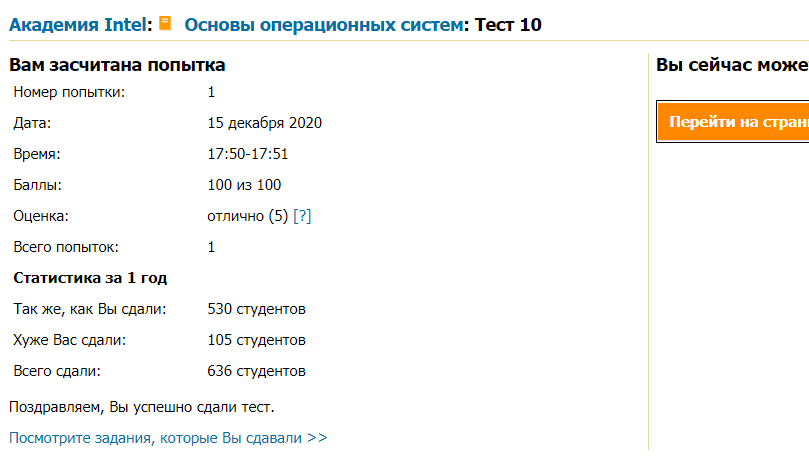 Академия Intel: Основы операционных систем: Тест 10
Вам засчитана попытка
Номер попытки: 1
Дата: 15 декабря 2020
Время: 17:50-17:51
Баллы: 100 из 100
Оценка: отлично (5) [?]
Всего попыток: 1
Статистика за 1 год
Так же, как Вы сдали: 530 студентов
Хуже Вас сдали: 105 студентов
Всего сдали: 636 студентов
Поздравляем, Вы успешно сдали тест.
Посмотрите задания, которые Вы сдавали >>
Вы сейчас може
Перейти на стран